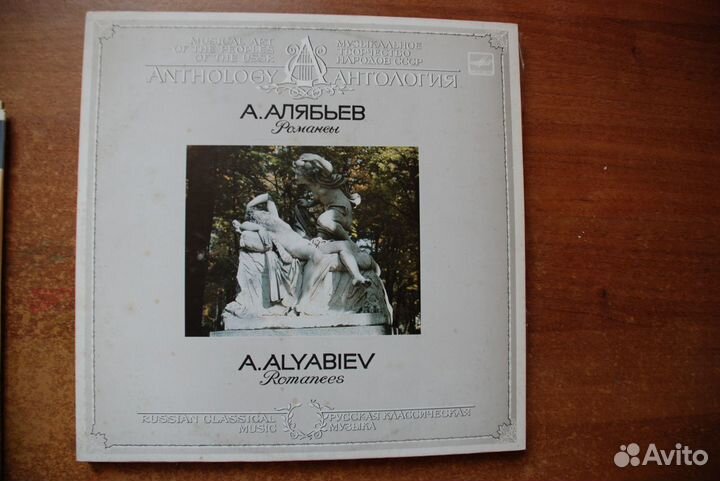 MUSICAL ART МУЗЫКАЛЬНОЕ
OF THE PEOPLES ТВОРЧЕСТВО
OF THE USSR НАРОДОВ СССР
ANTHOLOGY АНТОЛОГИЯ
А.АЛЯБЬЕВ
Романсы
A.ALYABIEV
Romances
RUSSIAN CLASSICAL РУССКАЯ КЛАССИЧЕСКАЯ
MUSIC МУЗЫКА
Avito